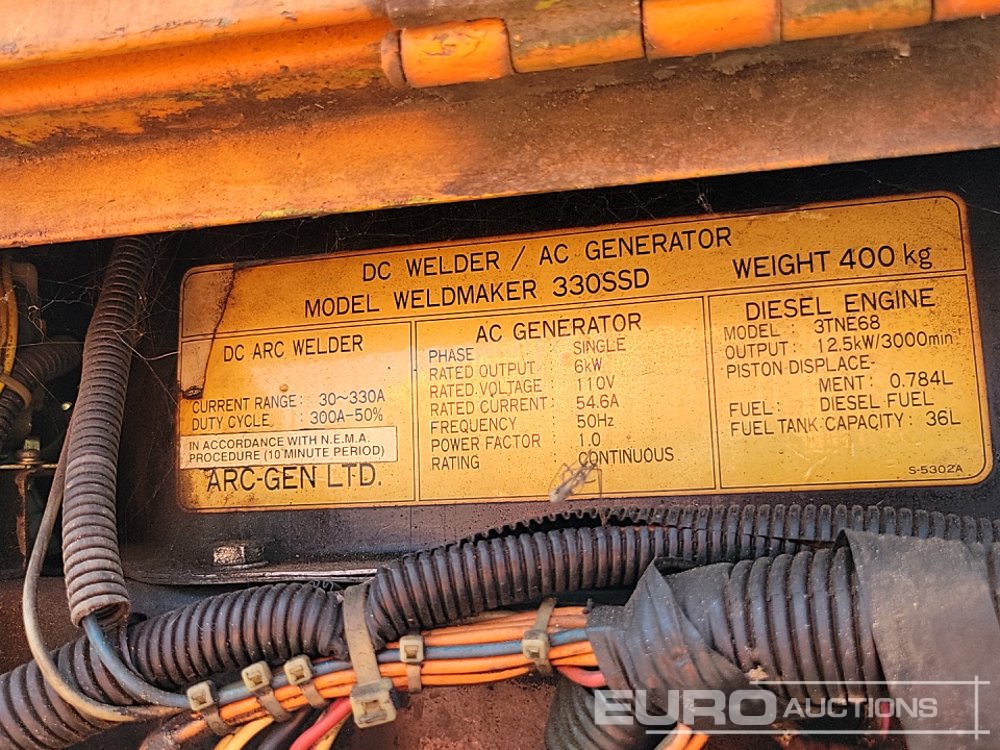 DC WELDER / AC GENERATOR
MODEL WELDMAKER 330SSD
WEIGHT 400 kg
DC ARC WELDER
CURRENT RANGE : 30~330A
DUTY CYCLE : 300A-50%
IN ACCORDANCE WITH N.E.M.A.
PROCEDURE (10 MINUTE PERIOD)
ARC-GEN LTD.
AC GENERATOR
PHASE : SINGLE
RATED OUTPUT : 6kW
RATED VOLTAGE : 110V
RATED CURRENT : 54.6A
FREQUENCY : 50Hz
POWER FACTOR : 1.0
RATING : CONTINUOUS
DIESEL ENGINE
MODEL : 3TNE68
OUTPUT : 12.5kW/3000min
PISTON DISPLACE-
MENT : 0.784L
FUEL : DIESEL FUEL
FUEL TANK CAPACITY : 36L
S-5302A
EURO AUCTIONS